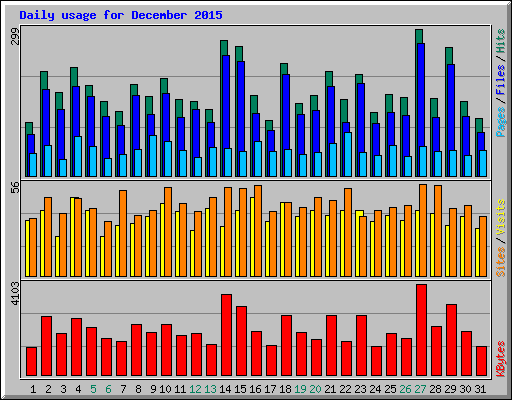 Daily usage for December 2015
299
Pages / Files / Hits
56
Sites / Visits
4103
KBytes
1 2 3 4 5 6 7 8 9 10 11 12 13 14 15 16 17 18 19 20 21 22 23 24 25 26 27 28 29 30 31